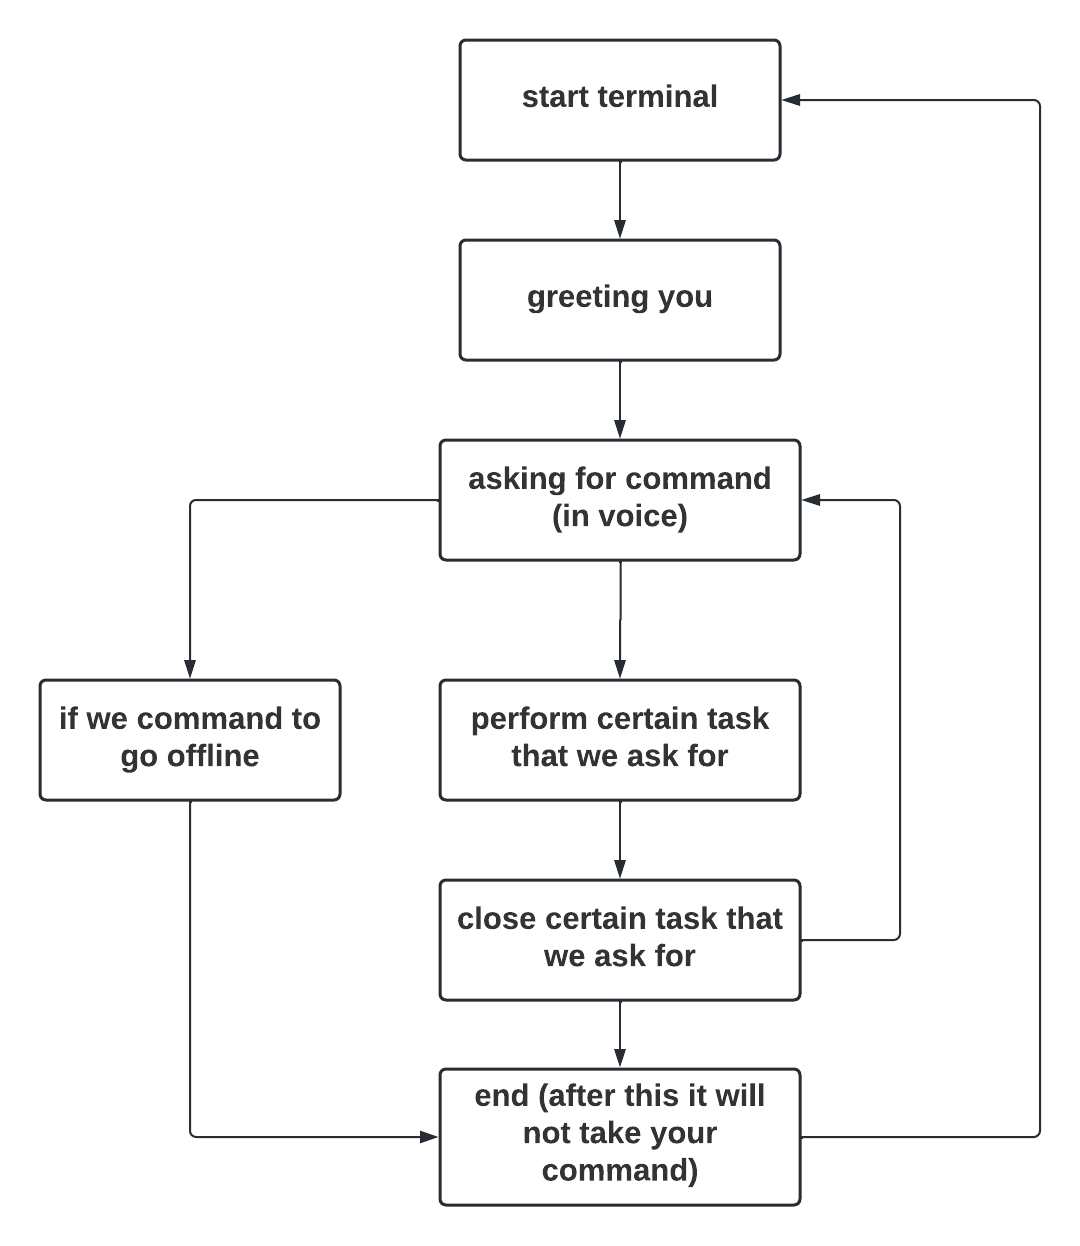 start terminal
greeting you
asking for command
(in voice)
if we command to
go offline
perform certain task
that we ask for
close certain task that
we ask for
end (after this it will
not take your
command)